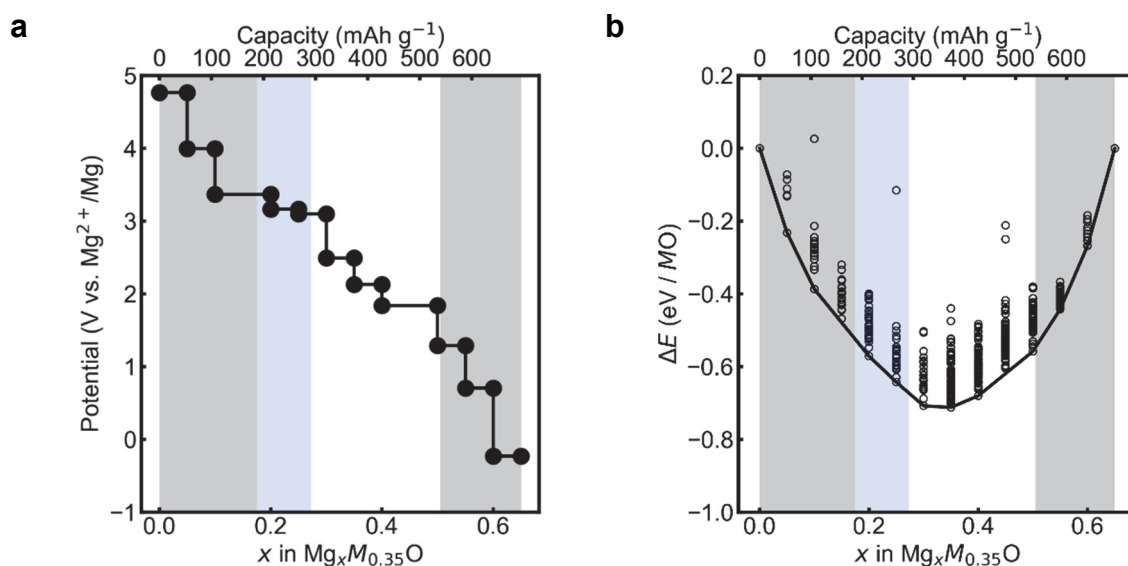 a
Capacity (mAh g⁻¹)
0 100 200 300 400 500 600
5
4
3
2
1
0
−1
Potential (V vs. Mg²⁺/Mg)
0.0 0.2 0.4 0.6
x in MgₓM₀.₃₅O
b
Capacity (mAh g⁻¹)
0 100 200 300 400 500 600
0.2
0.0
−0.2
−0.4
−0.6
−0.8
−1.0
ΔE (eV / MO)
0.0 0.2 0.4 0.6
x in MgₓM₀.₃₅O